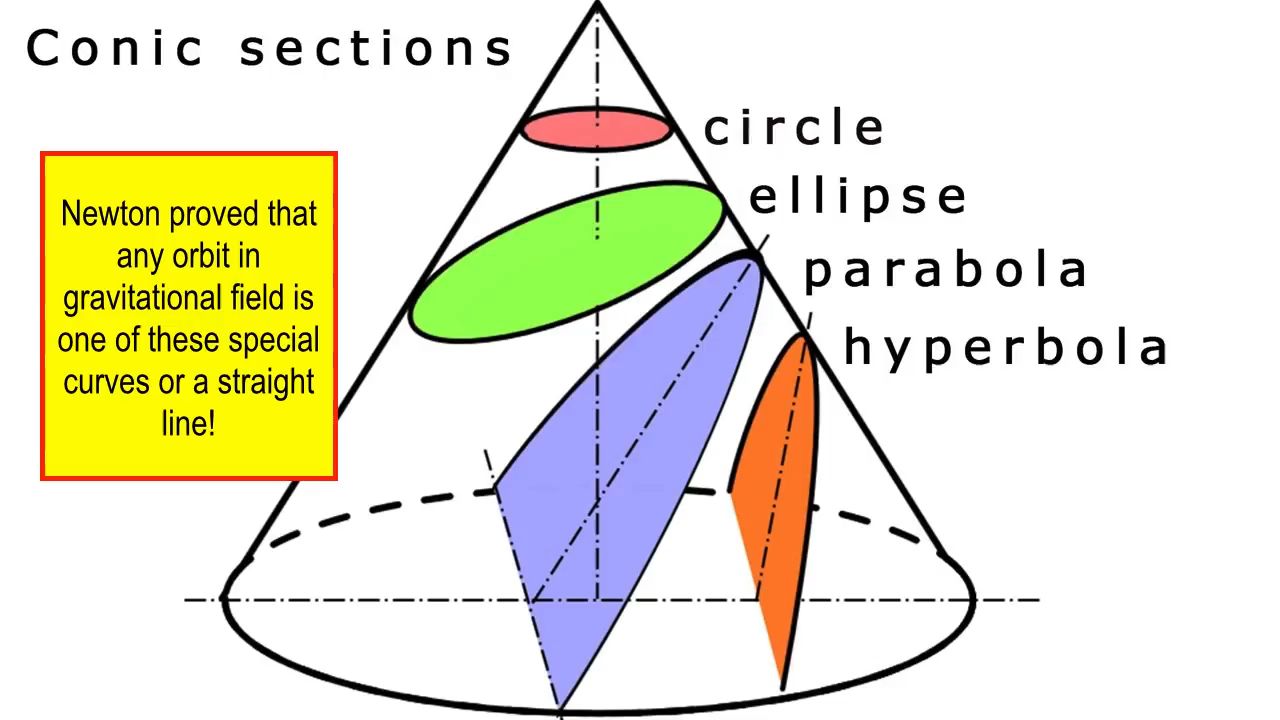 Conic sections
circle
ellipse
parabola
hyperbola
Newton proved that
any orbit in
gravitational field is
one of these special
curves or a straight
line!